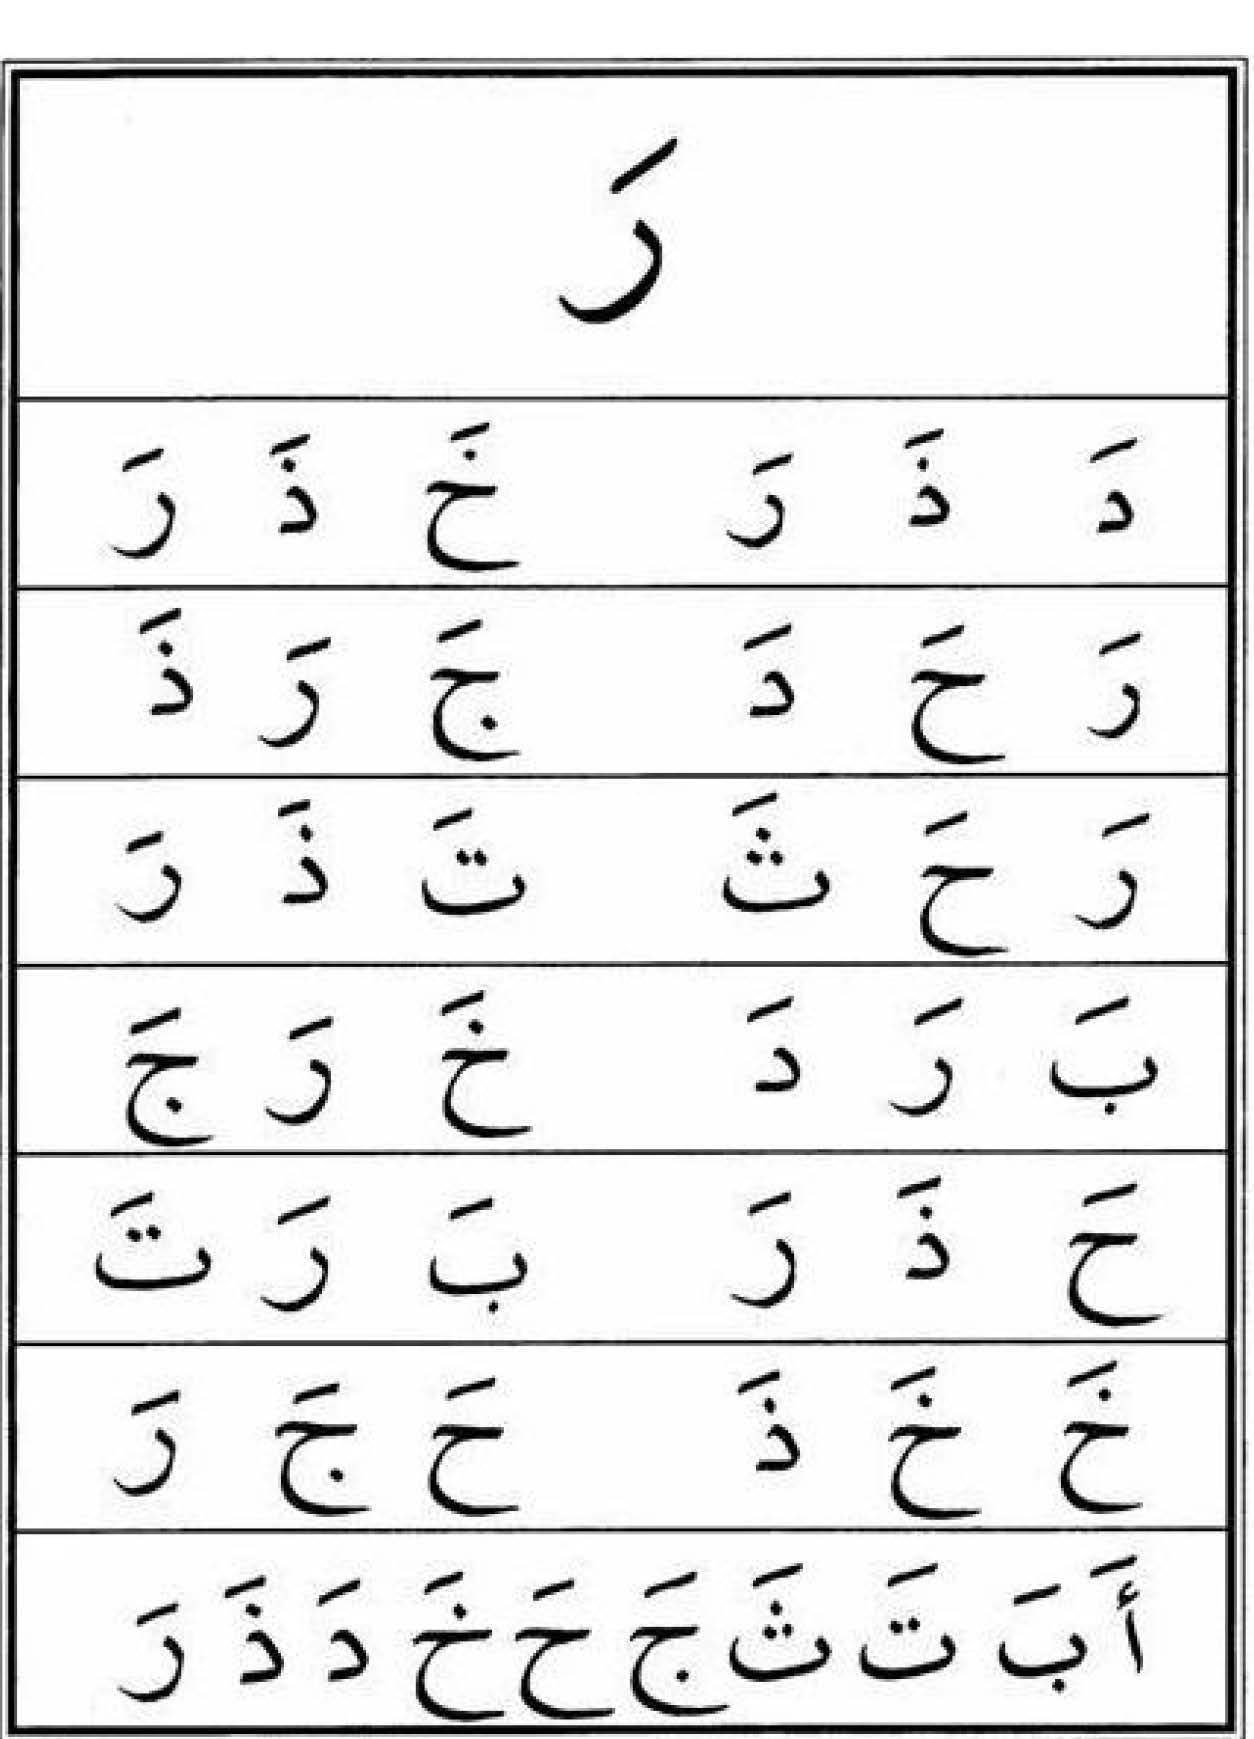 رَ
دَ ذَ رَ خَ ذَ رَ
رَ حَ دَ جَ رَ ذَ
رَ حَ ثَ تَ ذَ رَ
بَ رَ دَ خَ رَ جَ
حَ ذَ رَ بَ رَ تَ
خَ خَ ذَ حَ جَ رَ
أَ بَ تَ ثَ جَ حَ خَ دَ ذَ رَ